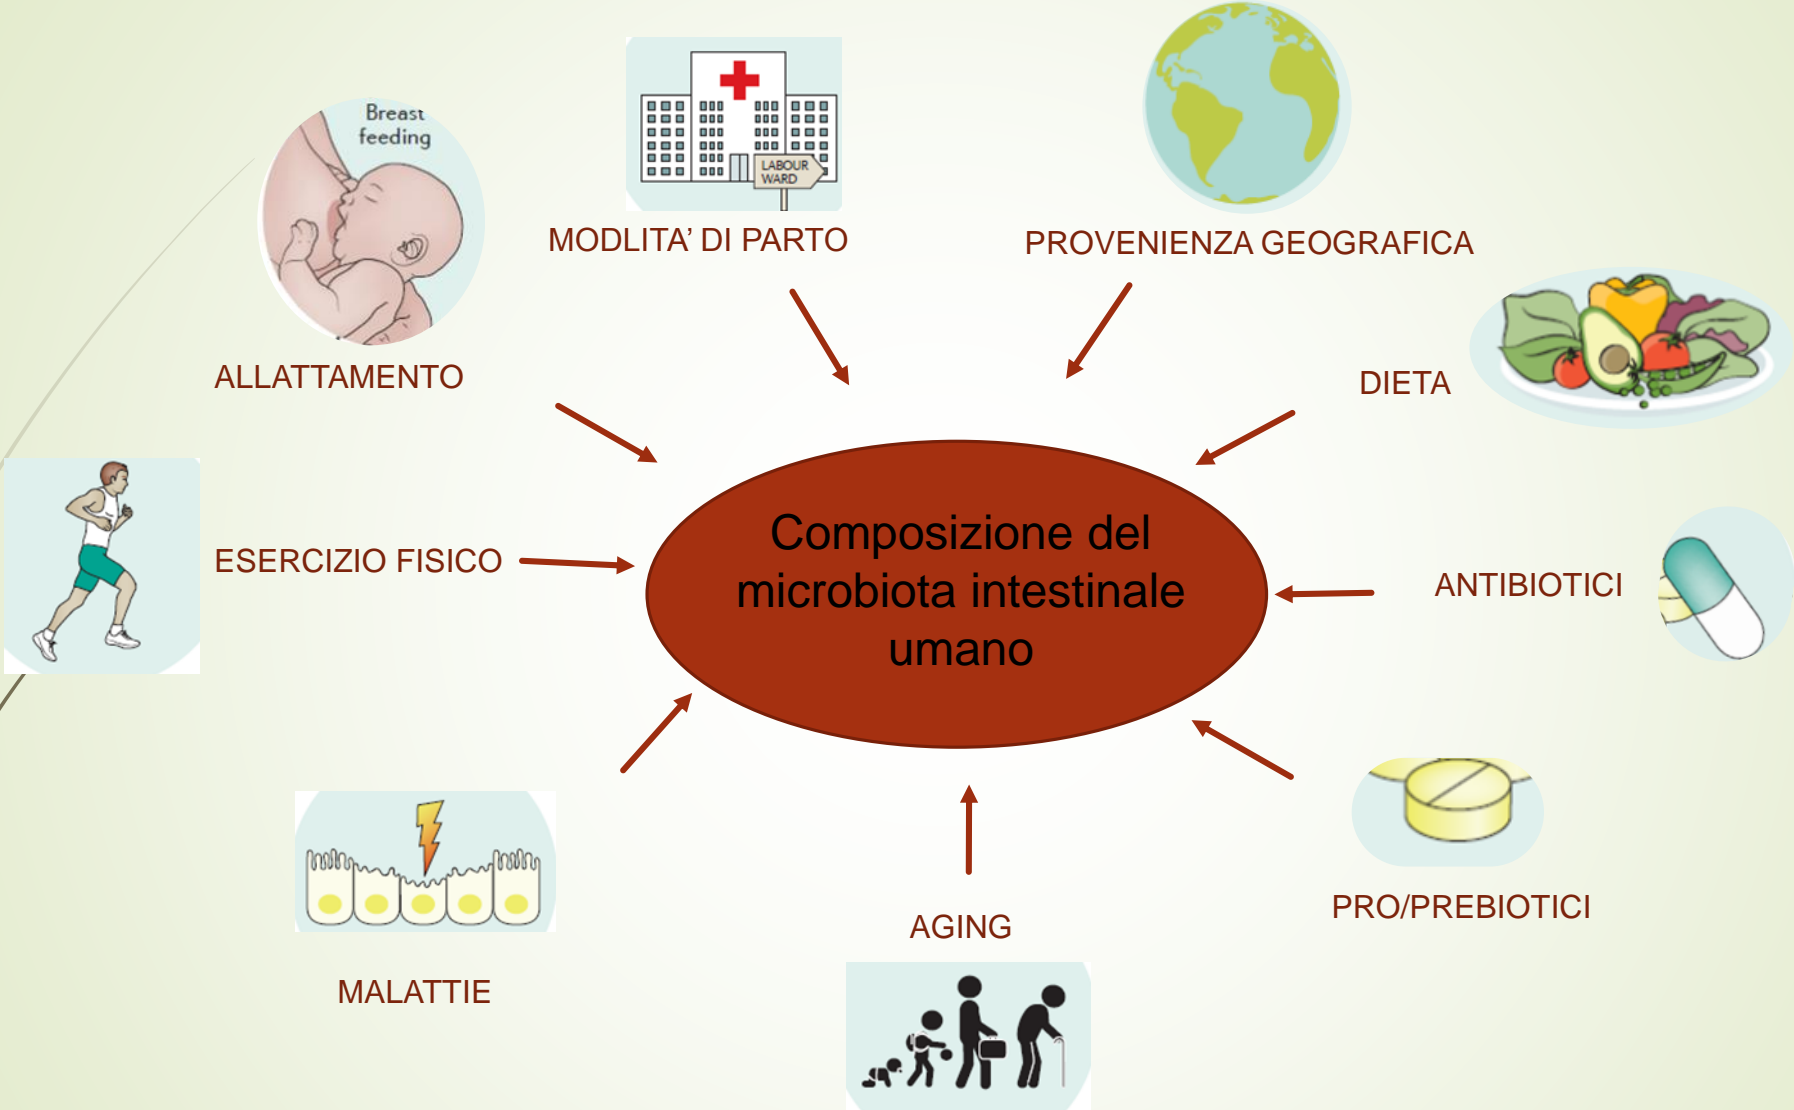 Breast
feeding
LABOUR
WARD
MODLITA’ DI PARTO
PROVENIENZA GEOGRAFICA
ALLATTAMENTO
DIETA
ESERCIZIO FISICO
Composizione del
microbiota intestinale
umano
ANTIBIOTICI
PRO/PREBIOTICI
AGING
MALATTIE